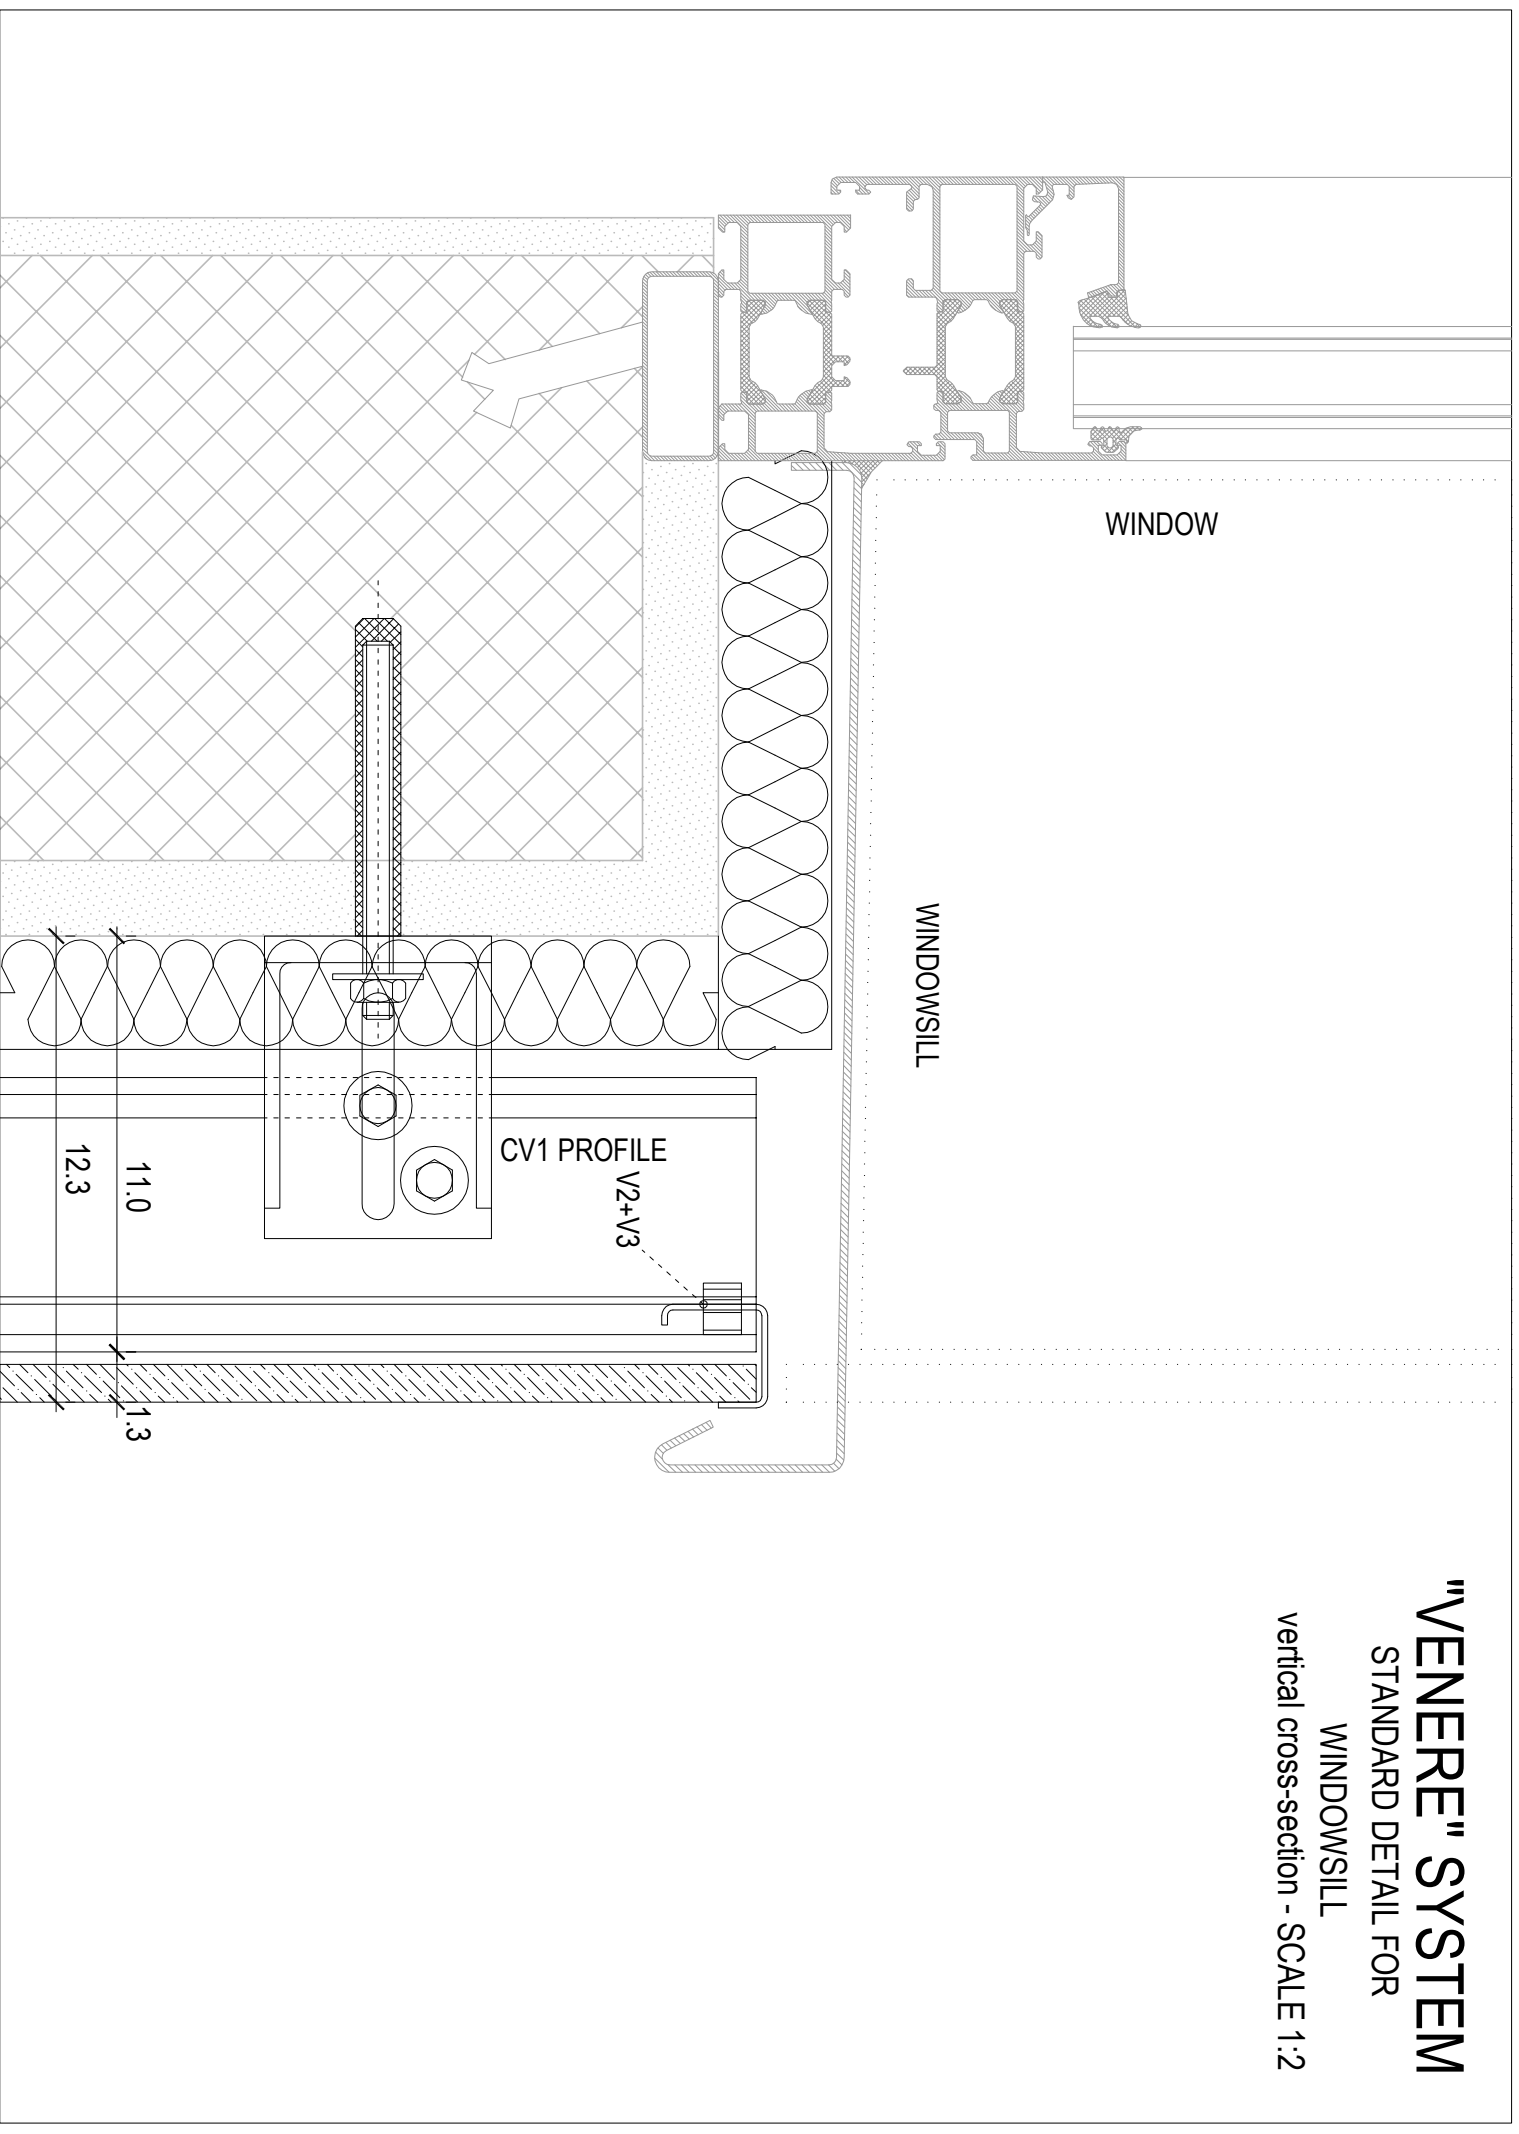 "VENERE" SYSTEM
STANDARD DETAIL FOR
WINDOWSILL
vertical cross-section - SCALE 1:2
WINDOW
WINDOWSILL
CV1 PROFILE
V2+V3
11.0
1.3
12.3